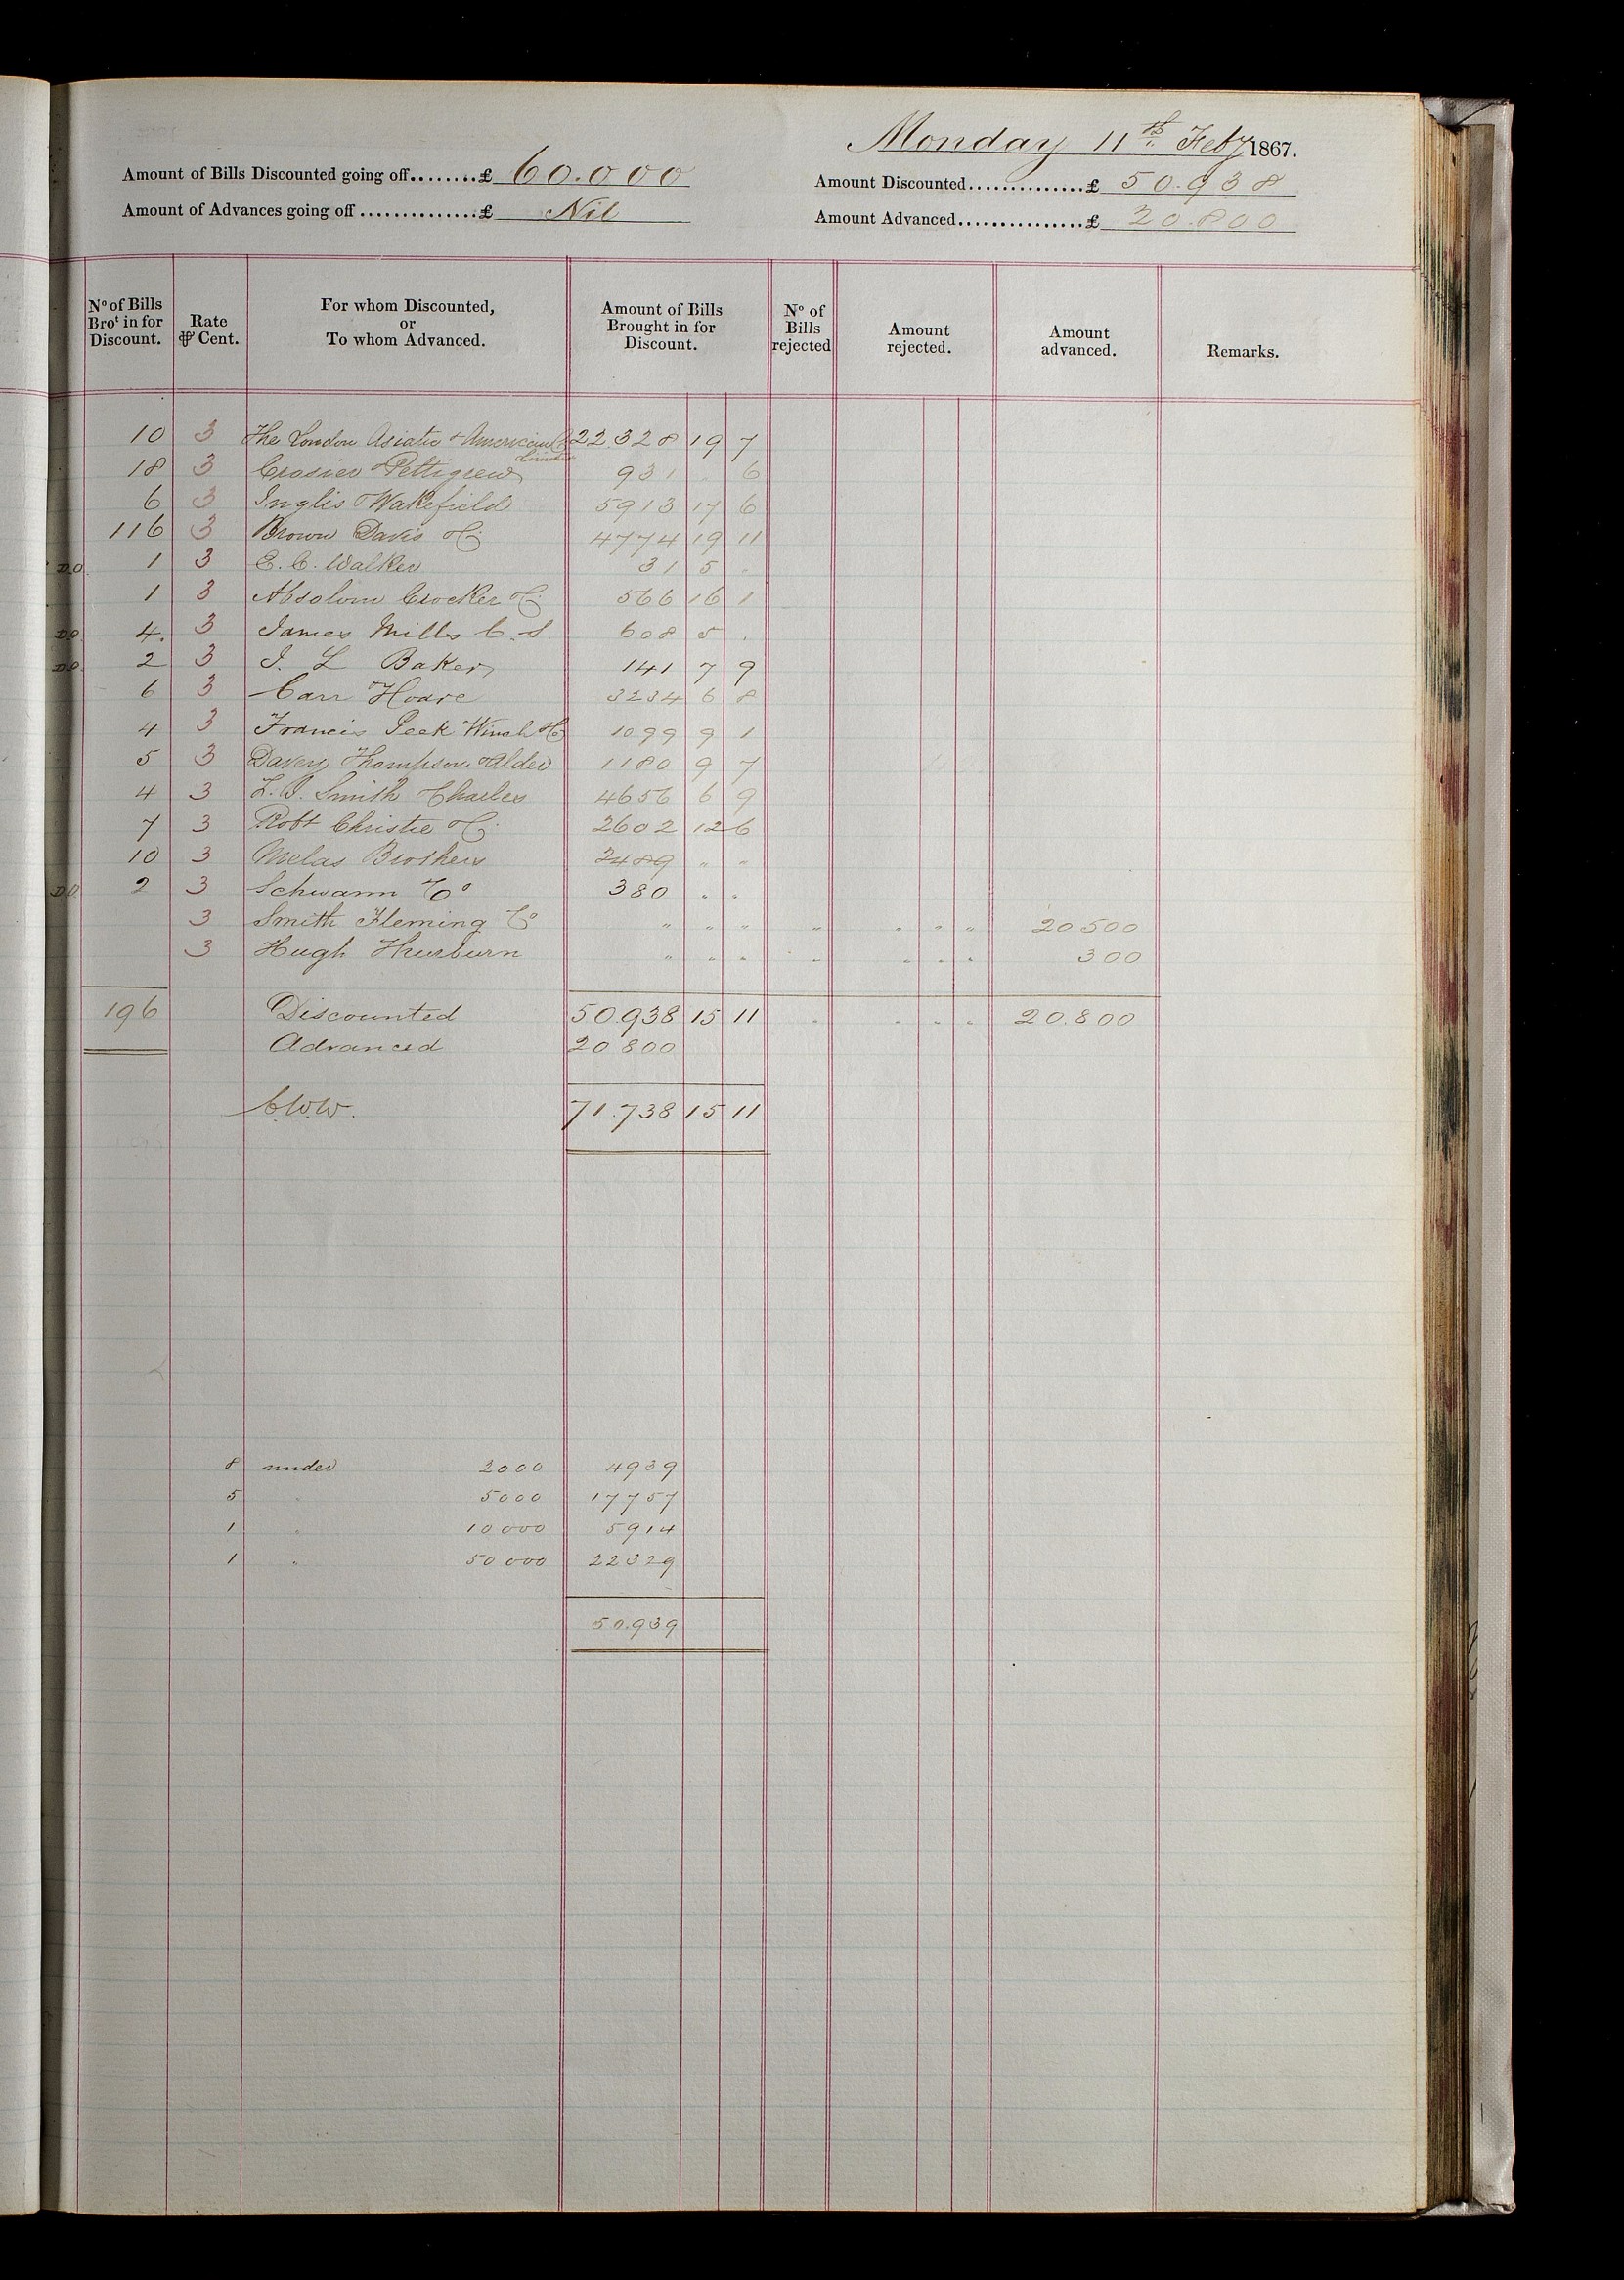 Monday 11th Feby 1867.
Amount of Bills Discounted going off........£ 60.000
Amount Discounted..............£ 50.938
Amount of Advances going off ..............£ Nil
Amount Advanced...............£ 20.800
No of Bills Brot in for Discount. Rate ⅌ Cent. For whom Discounted, or To whom Advanced. Amount of Bills Brought in for Discount. No of Bills rejected Amount rejected. Amount advanced. Remarks.
10 3 The London Asiatic & American Co 22.328 19 7
Limited
18 3 Crosier & Pettigrew 931 " 6
6 3 Inglis & Wakefield 5913 17 6
116 3 Brown Davis & Co 4774 19 11
DO 1 3 E. C. Walker 31 5 "
1 3 Absolom Crocker & Co 566 16 1
DO 4. 3 James Mills C. S. 608 5 .
DO 2 3 J. L Baker 141 7 9
6 3 Carr & Hoare 3234 6 8
4 3 Francis Peek Winch & Co 1099 9 1
5 3 Davey Thompson & Alder 1180 9 7
4 3 Smith & Charles 4656 6 9
7 3 Robt Christie & Co 2602 12 6
10 3 Melas Brothers 2489 " "
DO 2 3 Schwann & Co 380 " "
3 Smith Fleming & Co " " " " " " " 20500
3 Hugh Thurburn " " " " " " " 300
196 Discounted 50.938 15 11 " " " " 20.800
Advanced 20 800
C.W.W. 71.738 15 11
8 under 2000 4939
5 " 5000 17757
1 " 10000 5914
1 " 50000 22329
50.939